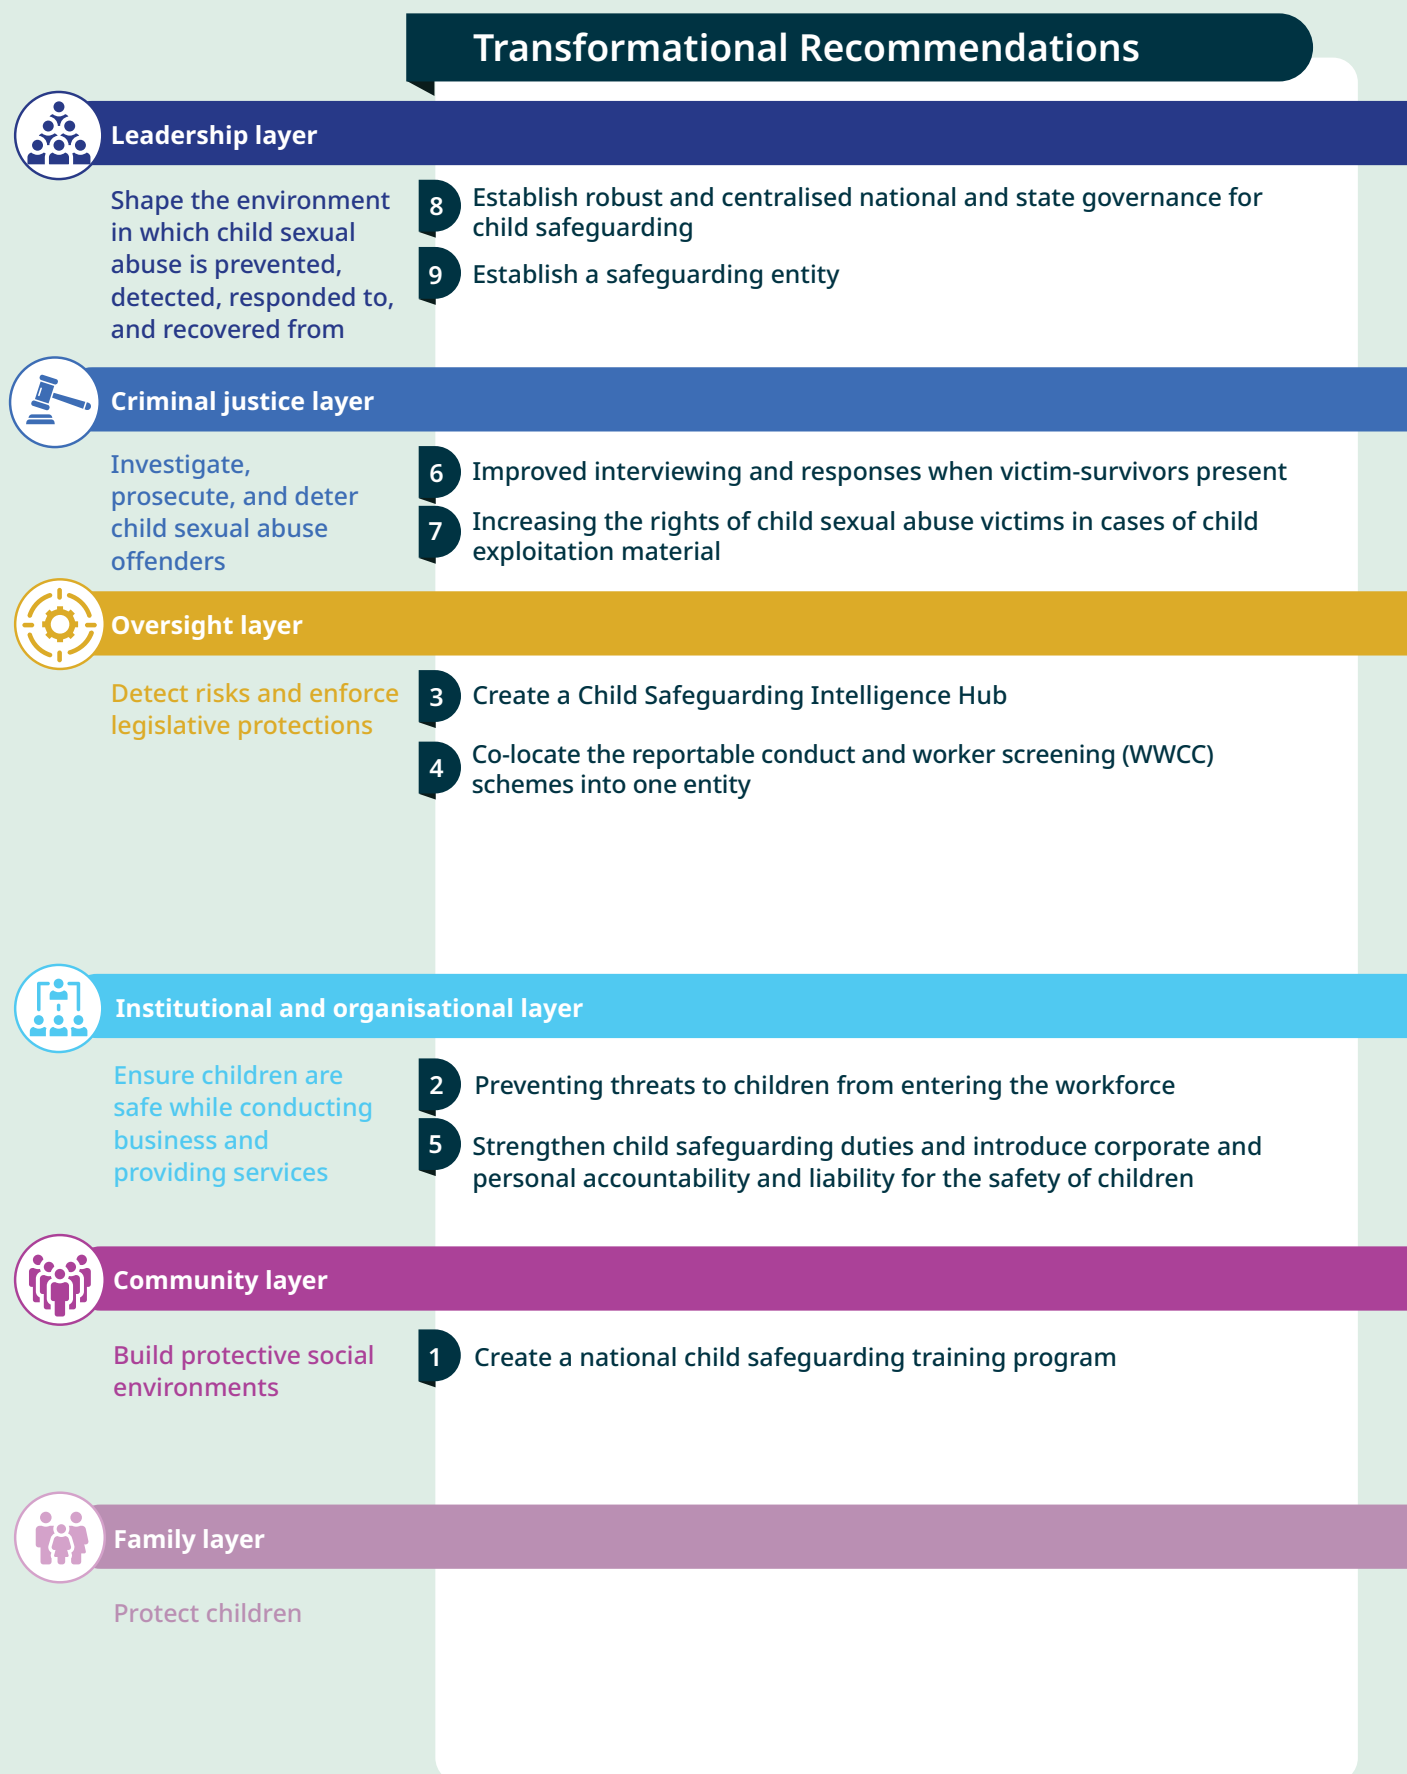 Transformational Recommendations
Leadership layer
Shape the environment
in which child sexual
abuse is prevented,
detected, responded to,
and recovered from
8
Establish robust and centralised national and state governance for
child safeguarding
9
Establish a safeguarding entity
Criminal justice layer
Investigate,
prosecute, and deter
child sexual abuse
offenders
6
Improved interviewing and responses when victim-survivors present
7
Increasing the rights of child sexual abuse victims in cases of child
exploitation material
Oversight layer
Detect risks and enforce
legislative protections
3
Create a Child Safeguarding Intelligence Hub
4
Co-locate the reportable conduct and worker screening (WWCC)
schemes into one entity
Institutional and organisational layer
Ensure children are
safe while conducting
business and
providing services
2
Preventing threats to children from entering the workforce
5
Strengthen child safeguarding duties and introduce corporate and
personal accountability and liability for the safety of children
Community layer
Build protective social
environments
1
Create a national child safeguarding training program
Family layer
Protect children